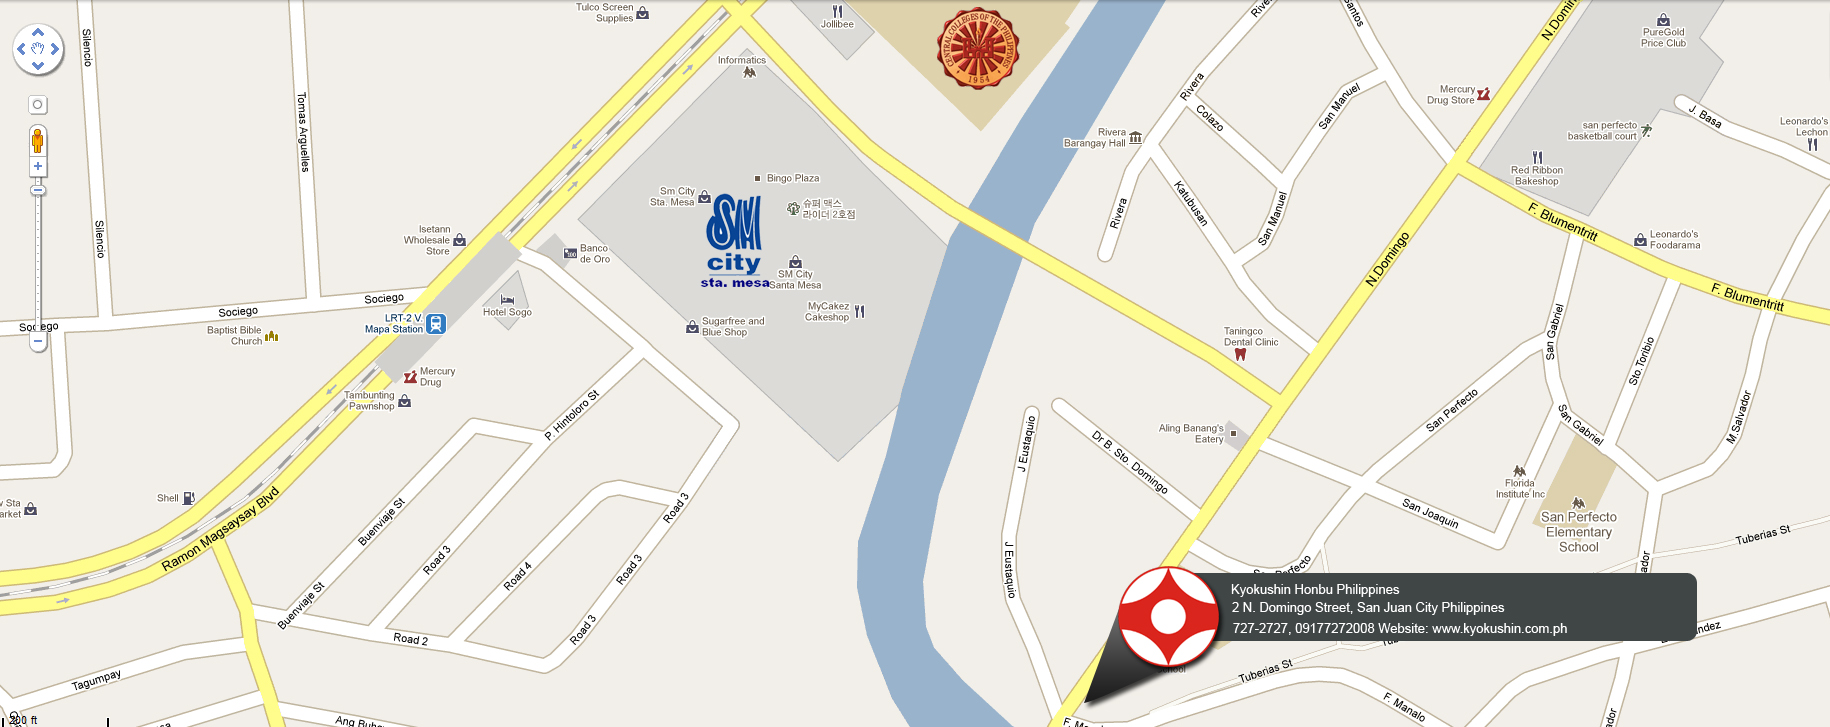 Tulco Screen
Supplies
Jollibee
CENTRAL COLLEGES OF THE PHILIPPINES
1954
Rivera
Santos
N.Domingo
PureGold
Price Club
Silencio
Tomas Arguelles
Informatics
Rivera
San Manuel
Mercury
Drug Store
Colazo
J. Basa
san perfecto
basketball court
Leonardo's
Lechon
Rivera
Barangay Hall
Red Ribbon
Bakeshop
Bingo Plaza
Sm City
Sta. Mesa
슈퍼 맥스
라이더 2호점
SM
city
sta. mesa
SM City
Santa Mesa
MyCakez
Cakeshop
Sugarfree and
Blue Shop
Silencio
Isetann
Wholesale
Store
Banco
de Oro
Hotel Sogo
Rivera
Katubusan
San Manuel
N.Domingo
F. Blumentritt
Leonardo's
Foodarama
F. Blumentritt
Sociego
Sociego
Sociego
Baptist Bible
Church
LRT-2 V.
Mapa Station
Mercury
Drug
Tambunting
Pawnshop
Taningco
Dental Clinic
San Gabriel
Sto.Toribio
M.Salvador
San Perfecto
San Gabriel
P. Hintoloro St
J Eustaquio
Dr B. Sto. Domingo
Aling Banang's
Eatery
Shell
Ramon Magsaysay Blvd
Buenviaje St
Road 3
Road 4
Road 3
Road 3
Road 3
Buenviaje St
Road 2
Florida
Institute Inc
San Joaquin
San Perfecto
Elementary
School
Tuberias St
J Eustaquio
Kyokushin Honbu Philippines
2 N. Domingo Street, San Juan City Philippines
727-2727, 09177272008 Website: www.kyokushin.com.ph
Tuberias St
Tagumpay
F. Manalo
200 ft